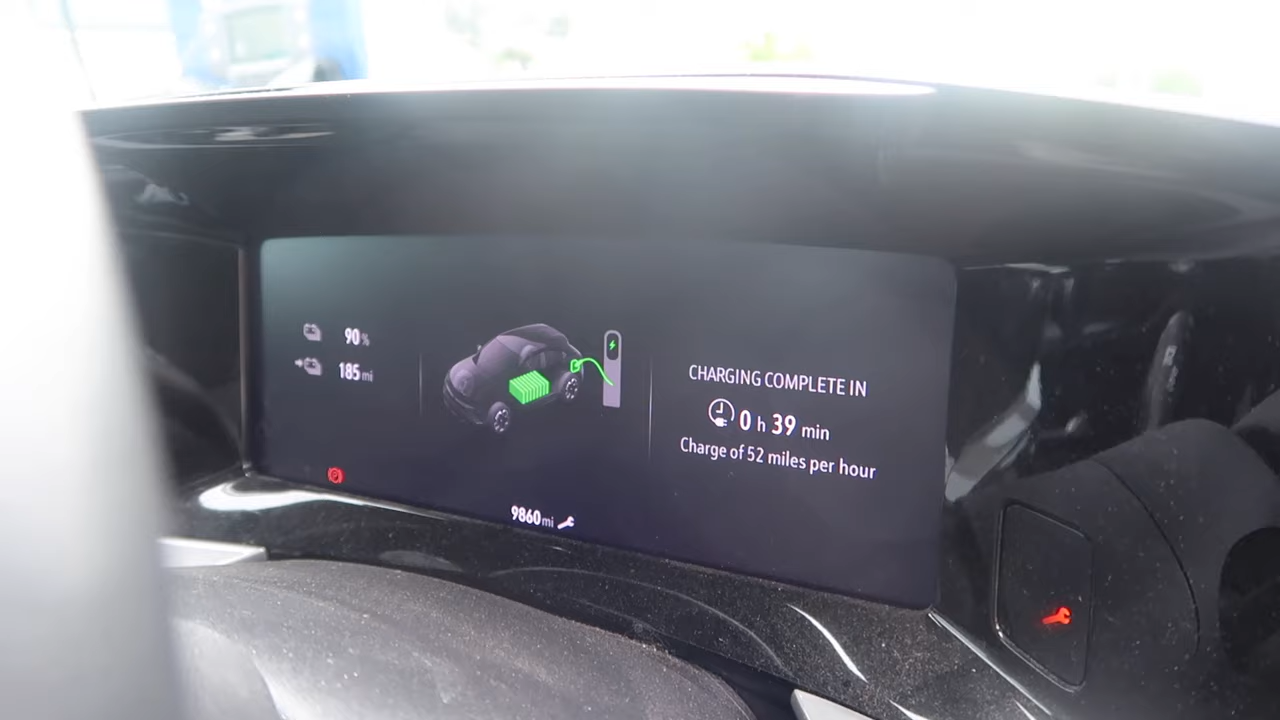 90%
185 mi
CHARGING COMPLETE IN
0 h 39 min
Charge of 52 miles per hour
9860 mi